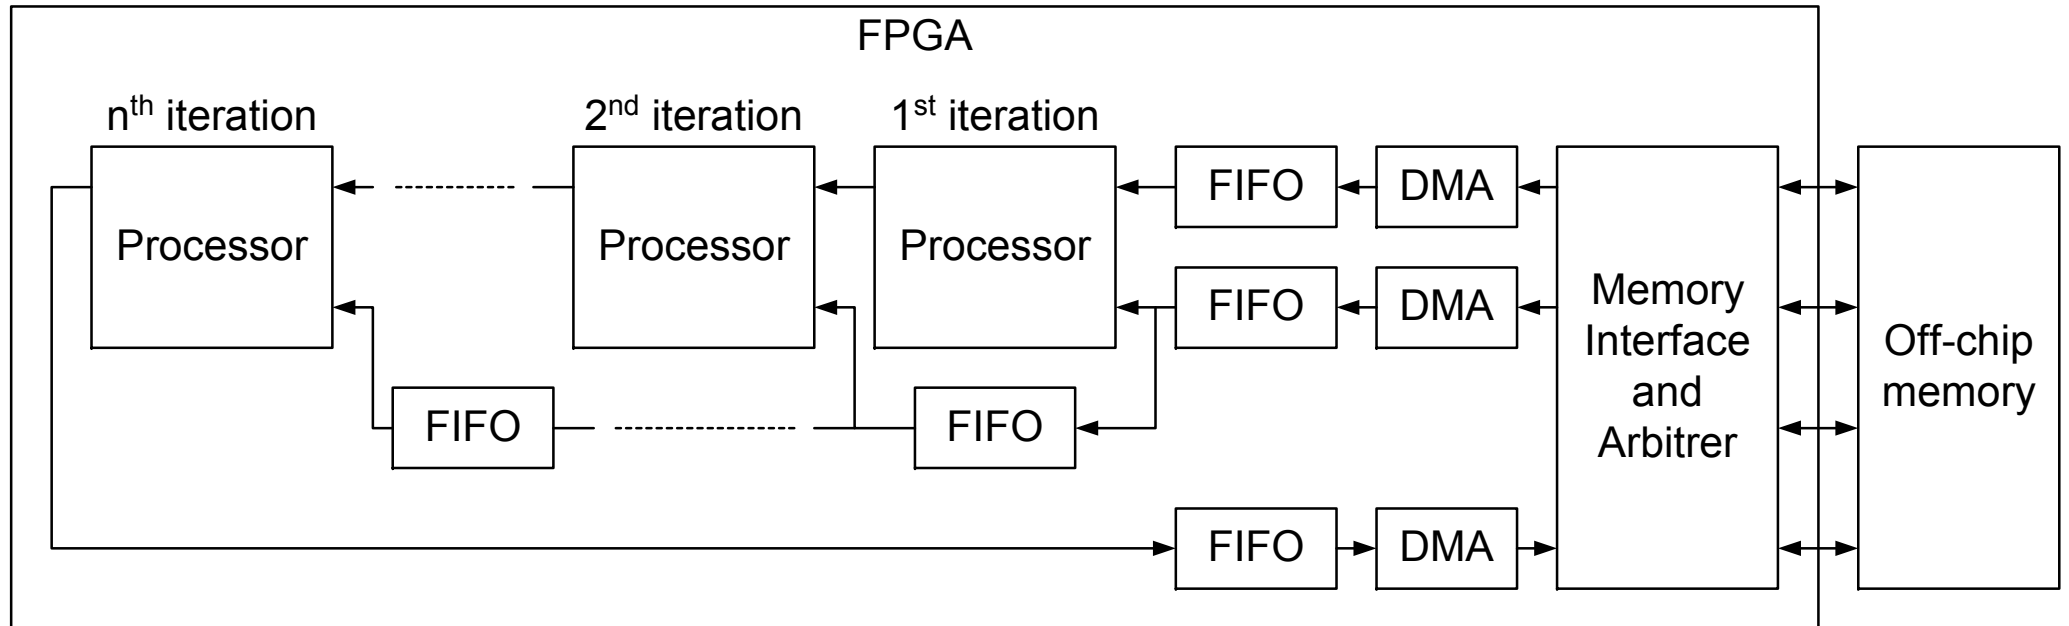 FPGA
nth iteration
2nd iteration
1st iteration
Processor
Processor
Processor
FIFO
DMA
FIFO
DMA
FIFO
FIFO
FIFO
DMA
Memory
Interface
and
Arbitrer
Off-chip
memory